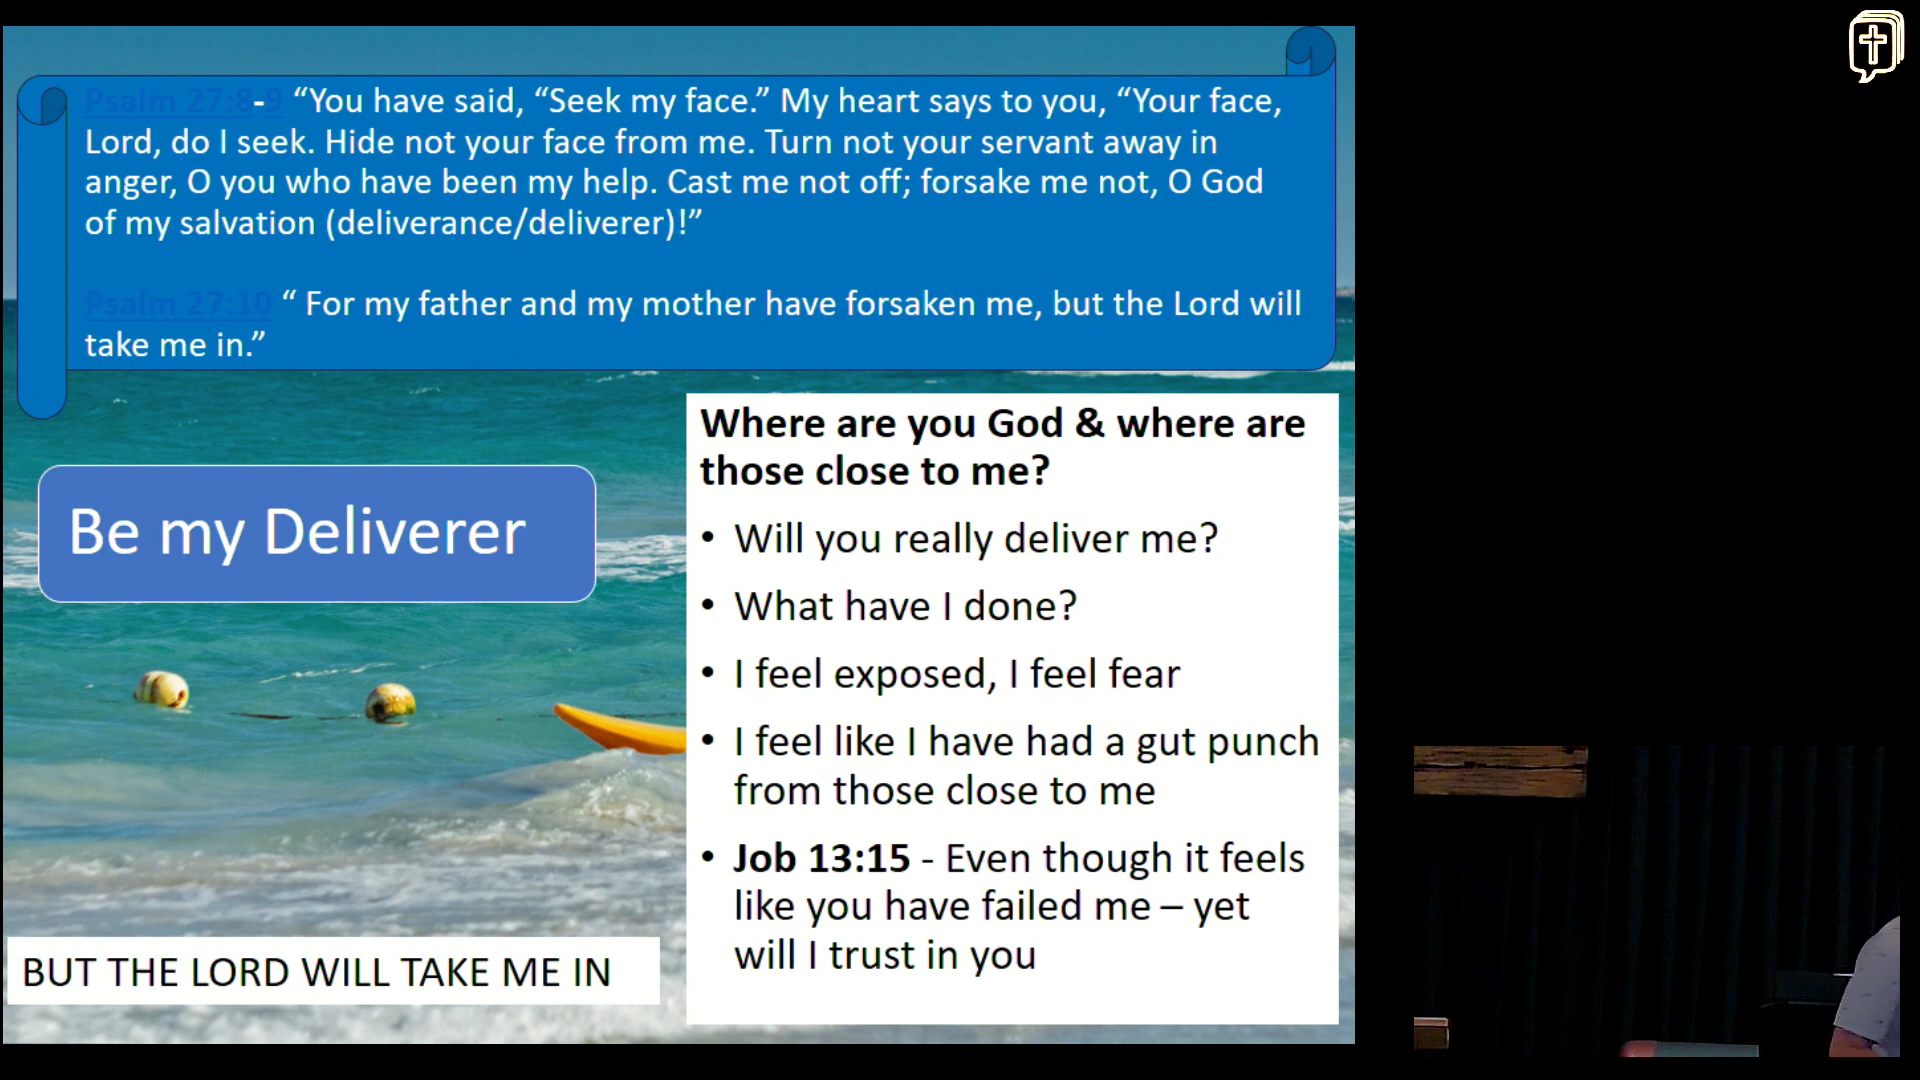 Psalm 27:8-9 “You have said, “Seek my face.” My heart says to you, “Your face,
Lord, do I seek. Hide not your face from me. Turn not your servant away in
anger, O you who have been my help. Cast me not off; forsake me not, O God
of my salvation (deliverance/deliverer)!”
Psalm 27:10 “ For my father and my mother have forsaken me, but the Lord will
take me in.”
Be my Deliverer
BUT THE LORD WILL TAKE ME IN
Where are you God & where are
those close to me?
• Will you really deliver me?
• What have I done?
• I feel exposed, I feel fear
• I feel like I have had a gut punch
from those close to me
• Job 13:15 - Even though it feels
like you have failed me – yet
will I trust in you